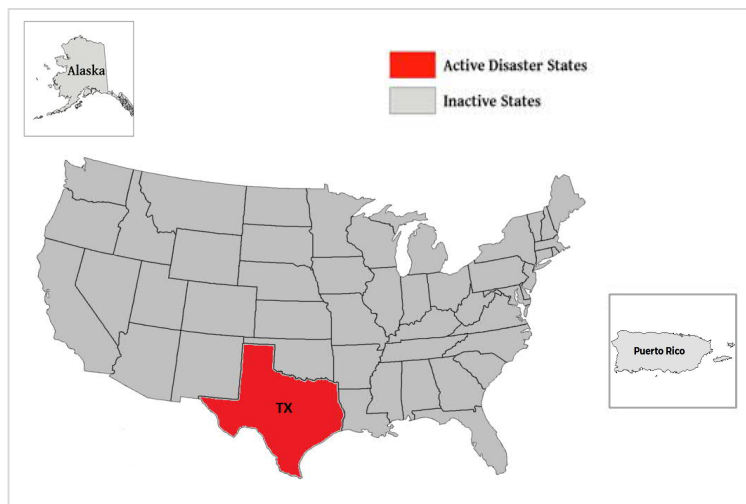 Alaska
Active Disaster States
Inactive States
Puerto Rico
TX